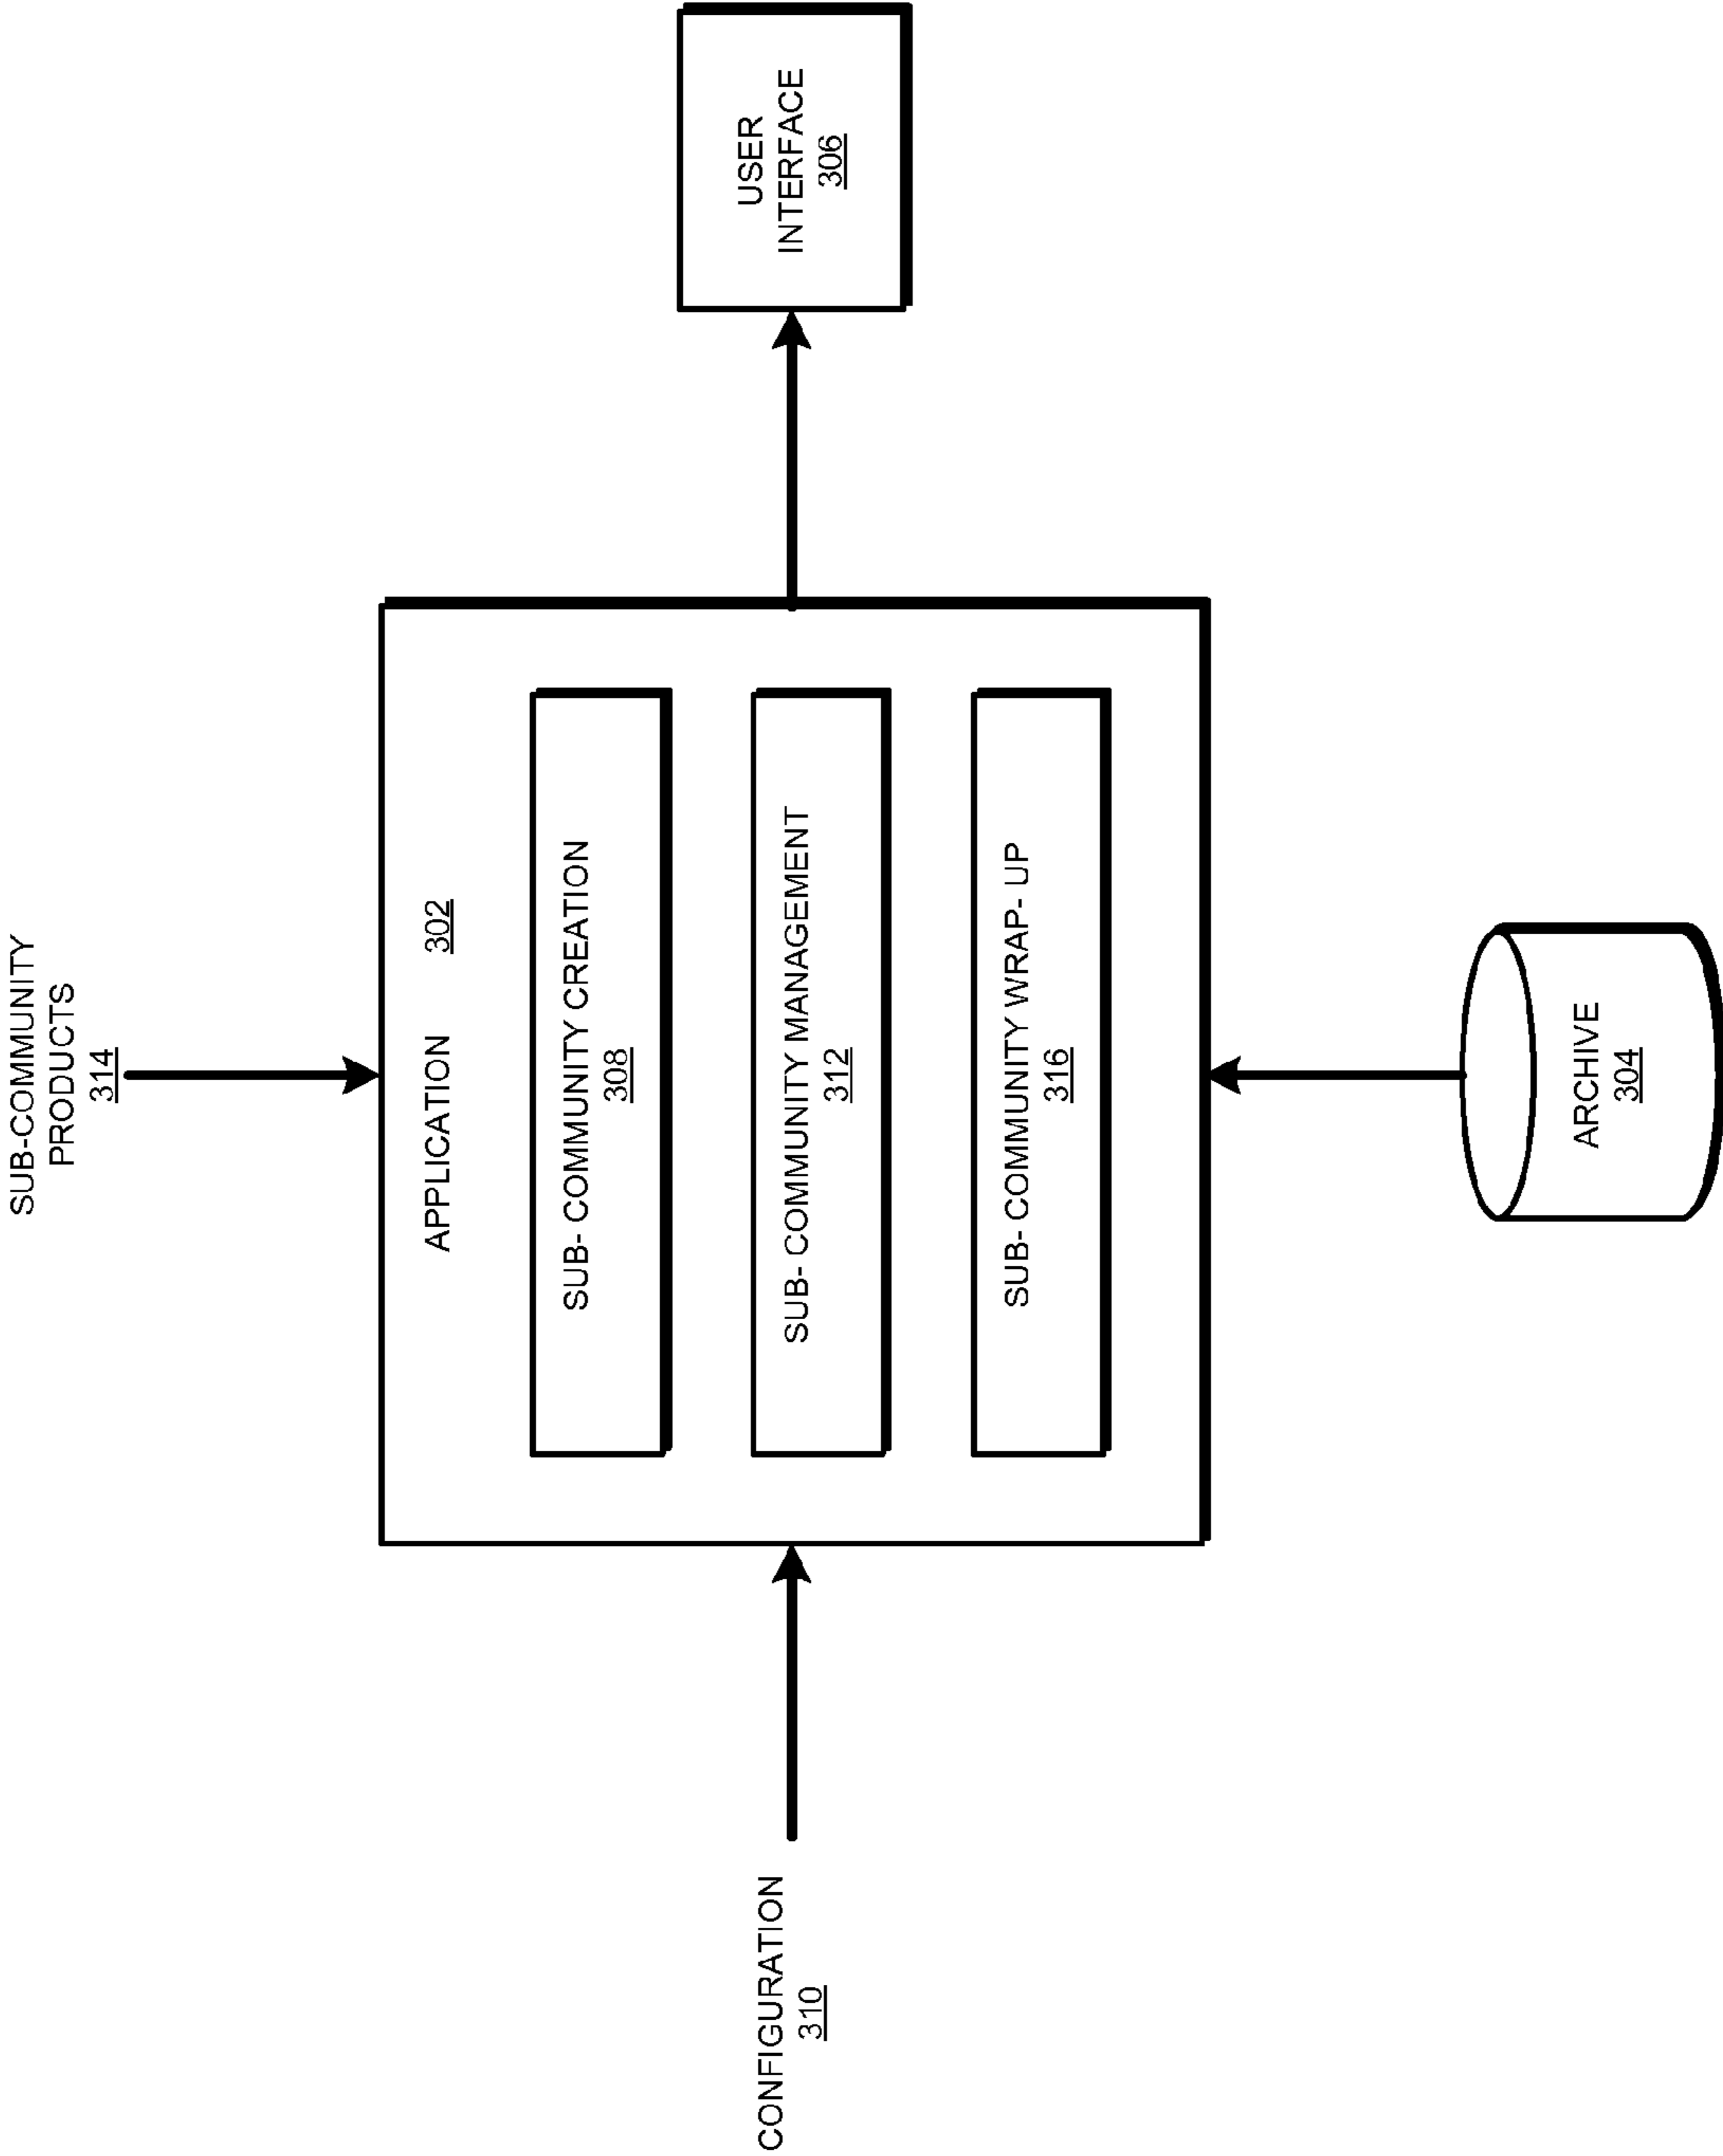 SUB-COMMUNITY
PRODUCTS
314
APPLICATION 302
SUB- COMMUNITY CREATION
308
SUB- COMMUNITY MANAGEMENT
312
SUB- COMMUNITY WRAP- UP
316
CONFIGURATION
310
USER
INTERFACE
306
ARCHIVE
304